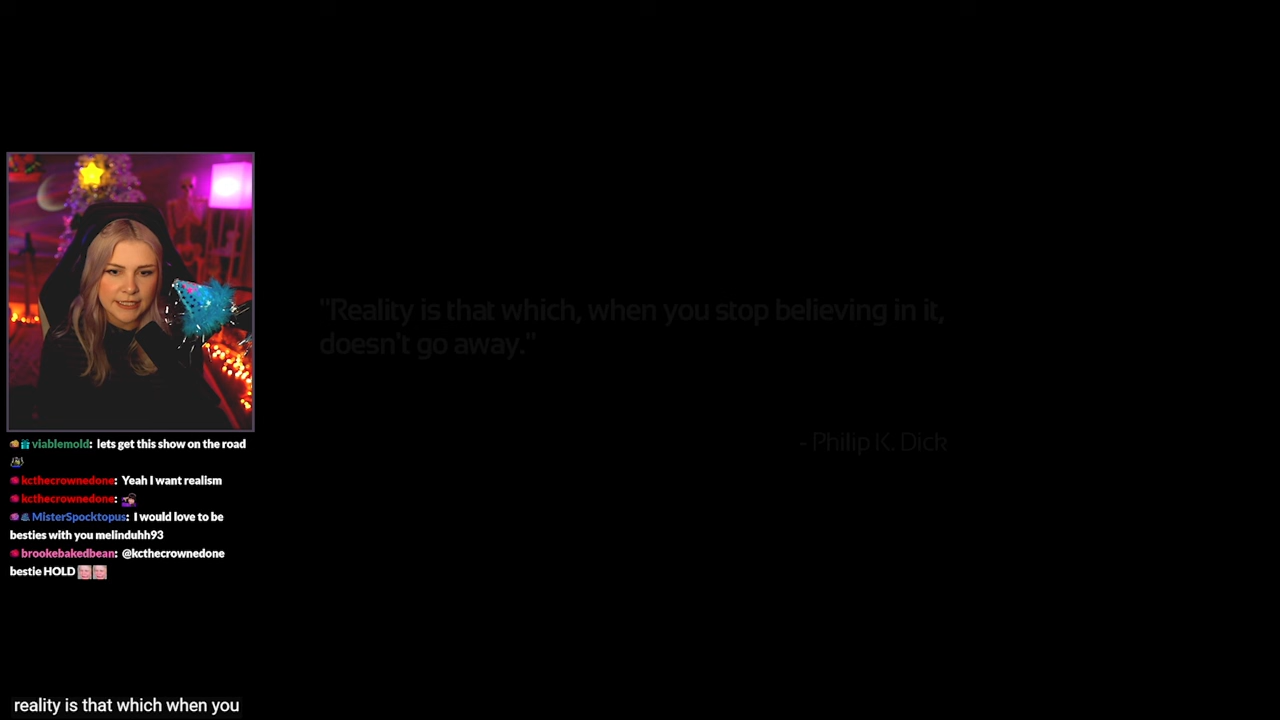 "Reality is that which, when you stop believing in it,
doesn't go away."
- Philip K. Dick
viablemold: lets get this show on the road
kcthecrownedone: Yeah I want realism
kcthecrownedone:
MisterSpocktopus: I would love to be
besties with you melinduhh93
brookebakedbean: @kcthecrownedone
bestie HOLD
reality is that which when you